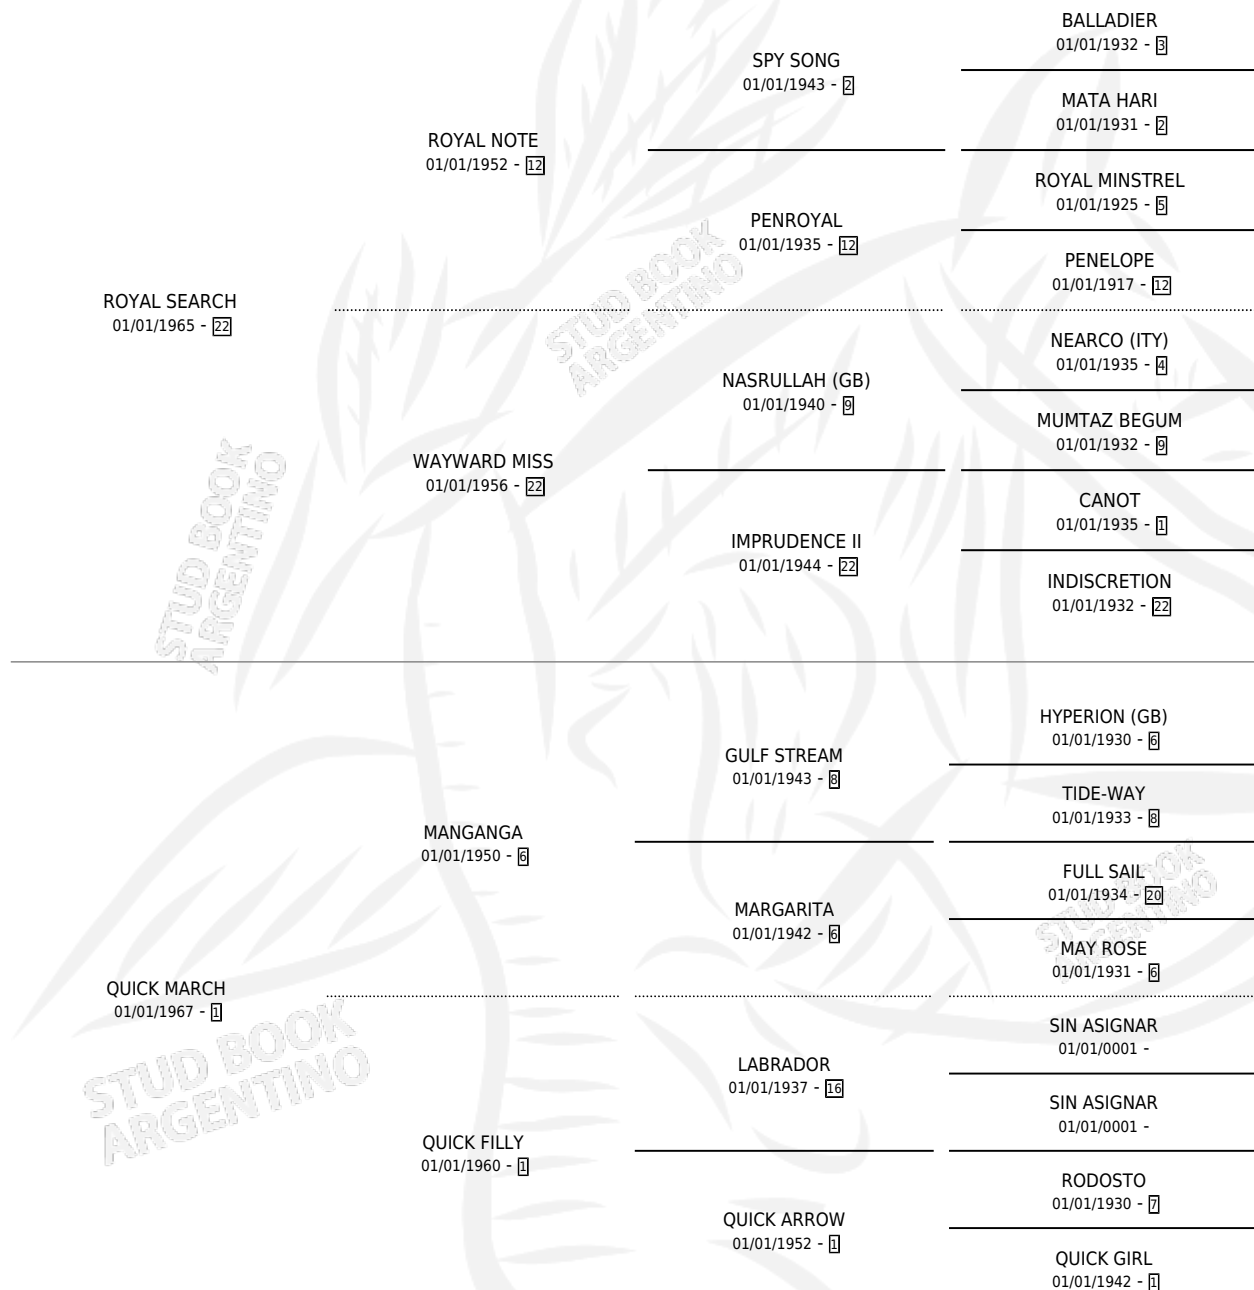 BALLADIER
01/01/1932 - 3
SPY SONG
01/01/1943 - 2
MATA HARI
01/01/1931 - 2
ROYAL NOTE
01/01/1952 - 12
ROYAL MINSTREL
01/01/1925 - 5
PENROYAL
01/01/1935 - 12
PENELOPE
01/01/1917 - 12
ROYAL SEARCH
01/01/1965 - 22
STUD BOOK
ARGENTINO
NEARCO (ITY)
01/01/1935 - 4
NASRULLAH (GB)
01/01/1940 - 9
MUMTAZ BEGUM
01/01/1932 - 9
WAYWARD MISS
01/01/1956 - 22
CANOT
01/01/1935 - 1
IMPRUDENCE II
01/01/1944 - 22
INDISCRETION
01/01/1932 - 22
STUD BOOK
ARGENTINO
HYPERION (GB)
01/01/1930 - 6
GULF STREAM
01/01/1943 - 8
TIDE-WAY
01/01/1933 - 8
MANGANGA
01/01/1950 - 6
FULL SAIL
01/01/1934 - 20
MARGARITA
01/01/1942 - 6
MAY ROSE
01/01/1931 - 6
STUD BOOK
ARGENTINO
QUICK MARCH
01/01/1967 - 1
SIN ASIGNAR
01/01/0001 -
LABRADOR
01/01/1937 - 16
SIN ASIGNAR
01/01/0001 -
STUD BOOK
ARGENTINO
QUICK FILLY
01/01/1960 - 1
RODOSTO
01/01/1930 - 7
QUICK ARROW
01/01/1952 - 1
QUICK GIRL
01/01/1942 - 1